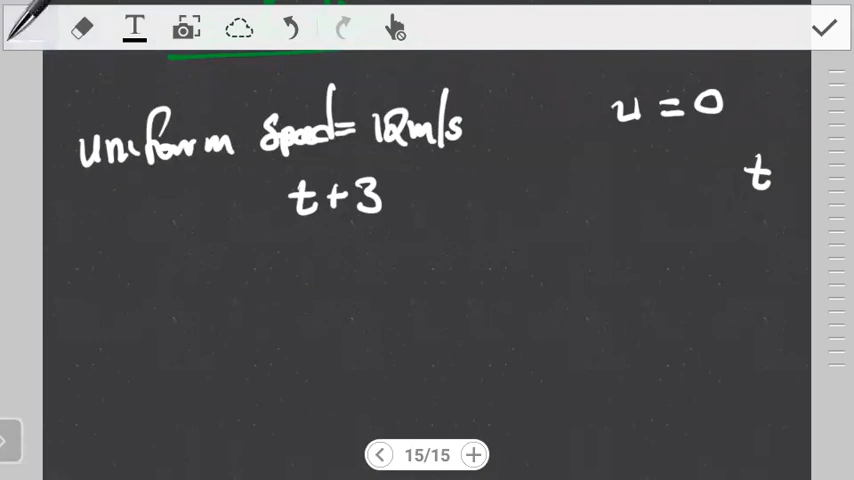 T
uniform speed = 12m/s
u = 0
t + 3
t
15/15